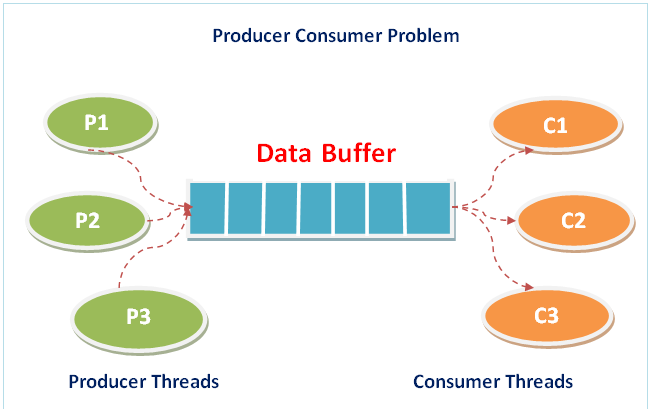 Producer Consumer Problem
P1
C1
Data Buffer
P2
C2
P3
C3
Producer Threads
Consumer Threads